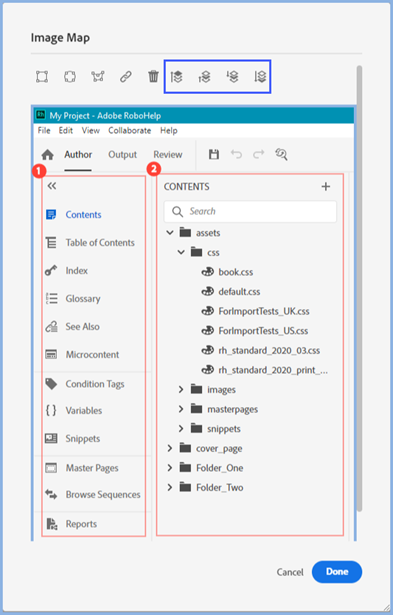 Image Map
Rh My Project - Adobe RoboHelp
File Edit View Collaborate Help
Author Output Review
1
2
CONTENTS +
Search
Contents
Table of Contents
Index
Glossary
See Also
Microcontent
Condition Tags
Variables
Snippets
Master Pages
Browse Sequences
Reports
assets
css
book.css
default.css
ForImportTests_UK.css
ForImportTests_US.css
rh_standard_2020_03.css
rh_standard_2020_print_...
images
masterpages
snippets
cover_page
Folder_One
Folder_Two
Cancel Done